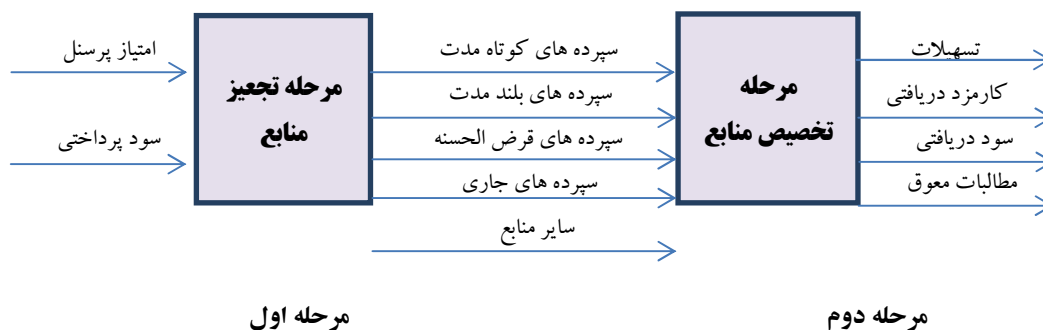 امتیاز پرسنل
سود پرداختی
مرحله تجعیز
منابع
سپرده های کوتاه مدت
سپرده های بلند مدت
سپرده های قرض الحسنه
سپرده های جاری
سایر منابع
مرحله
تخصیص منابع
تسهیلات
کارمزد دریافتی
سود دریافتی
مطالبات معوق
مرحله اول
مرحله دوم